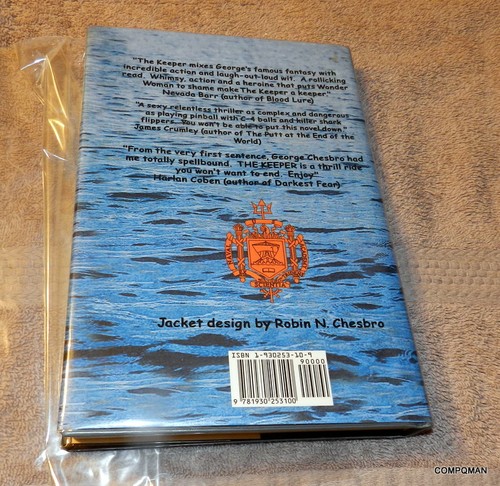 "The Keeper mixes George's famous fantasy with
incredible action and laugh-out-loud wit. A rollicking
read. Whimsy, action and a heroine that puts Wonder
Woman to shame make The Keeper a keeper"
Nevada Barr (author of Blood Lure)
"A sexy, relentless thriller as complex and dangerous
as playing pinball with C-4 balls and killer shark
flippers. You won't be able to put this novel down."
James Crumley (author of The Putt at the End of the
World)
"From the very first sentence, George Chesbro had
me totally spellbound. THE KEEPER is a thrill ride
you won't want to end. Enjoy"
Harlan Coben (author of Darkest Fear)
Jacket design by Robin N. Chesbro
ISBN 1-930253-10-9
90000
9 781930 253100
COMPQMAN